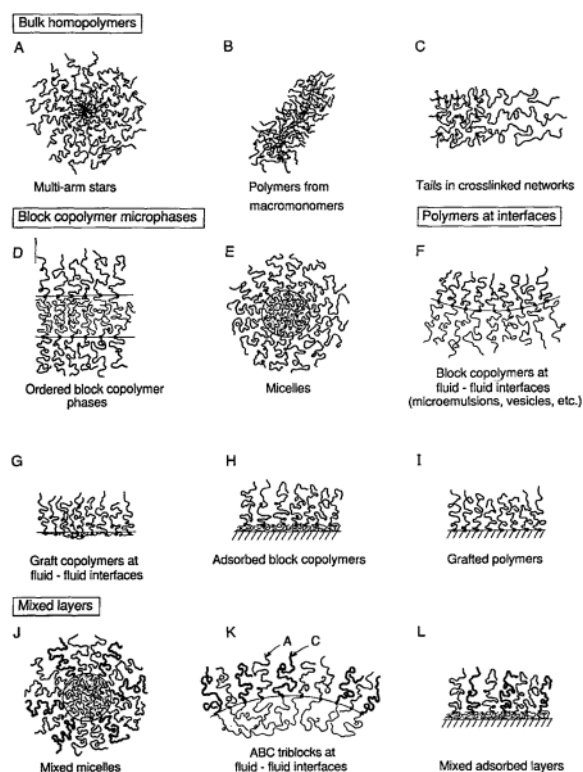 Bulk homopolymers
A
B
C
Multi-arm stars
Polymers from
macromonomers
Tails in crosslinked networks
Block copolymer microphases
Polymers at interfaces
D
E
F
Ordered block copolymer
phases
Micelles
Block copolymers at
fluid - fluid interfaces
(microemulsions, vesicles, etc.)
G
H
I
Graft copolymers at
fluid - fluid interfaces
Adsorbed block copolymers
Grafted polymers
Mixed layers
J
K
A
C
L
Mixed micelles
ABC triblocks at
fluid - fluid interfaces
Mixed adsorbed layers